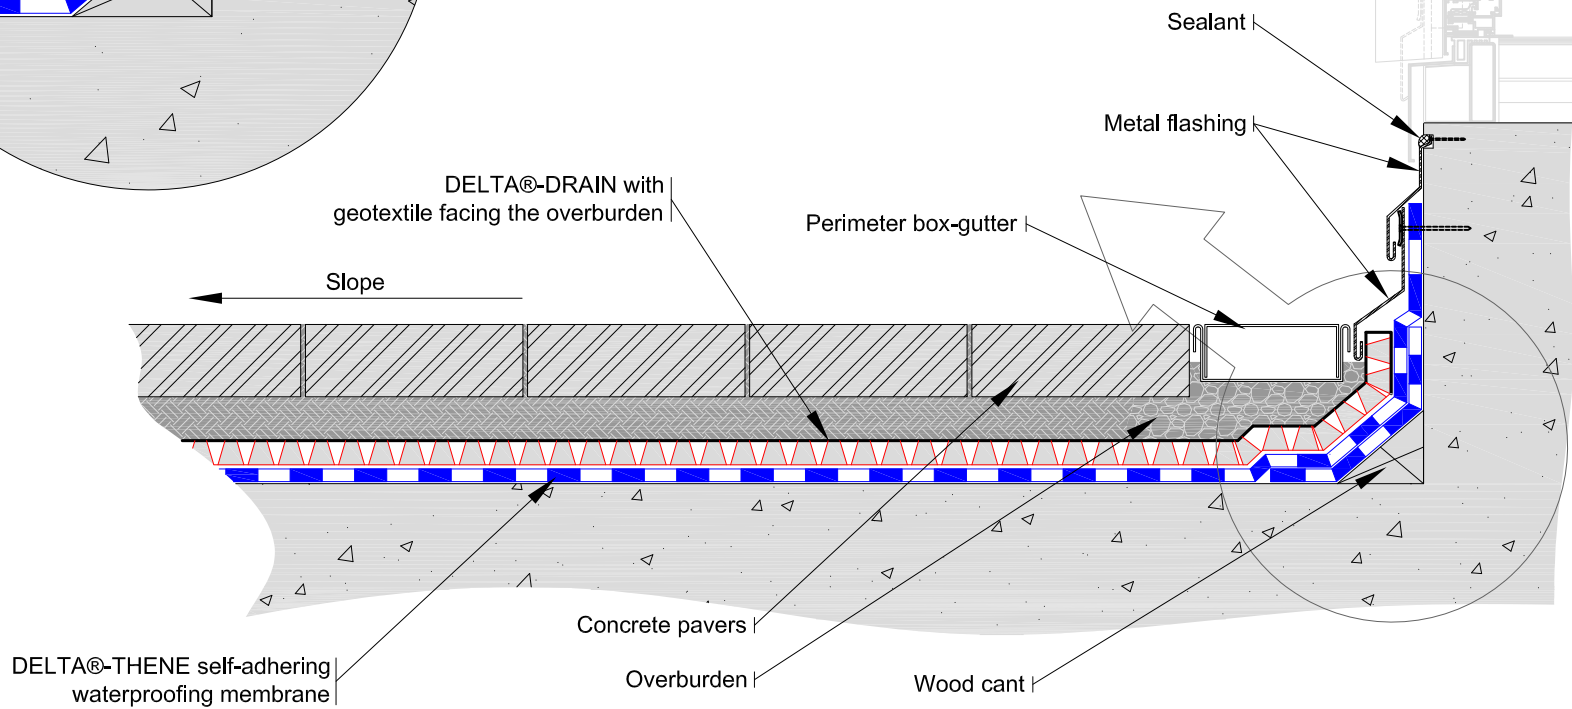 Sealant
Metal flashing
DELTA®-DRAIN with
geotextile facing the overburden
Perimeter box-gutter
Slope
Concrete pavers
DELTA®-THENE self-adhering
waterproofing membrane
Overburden
Wood cant